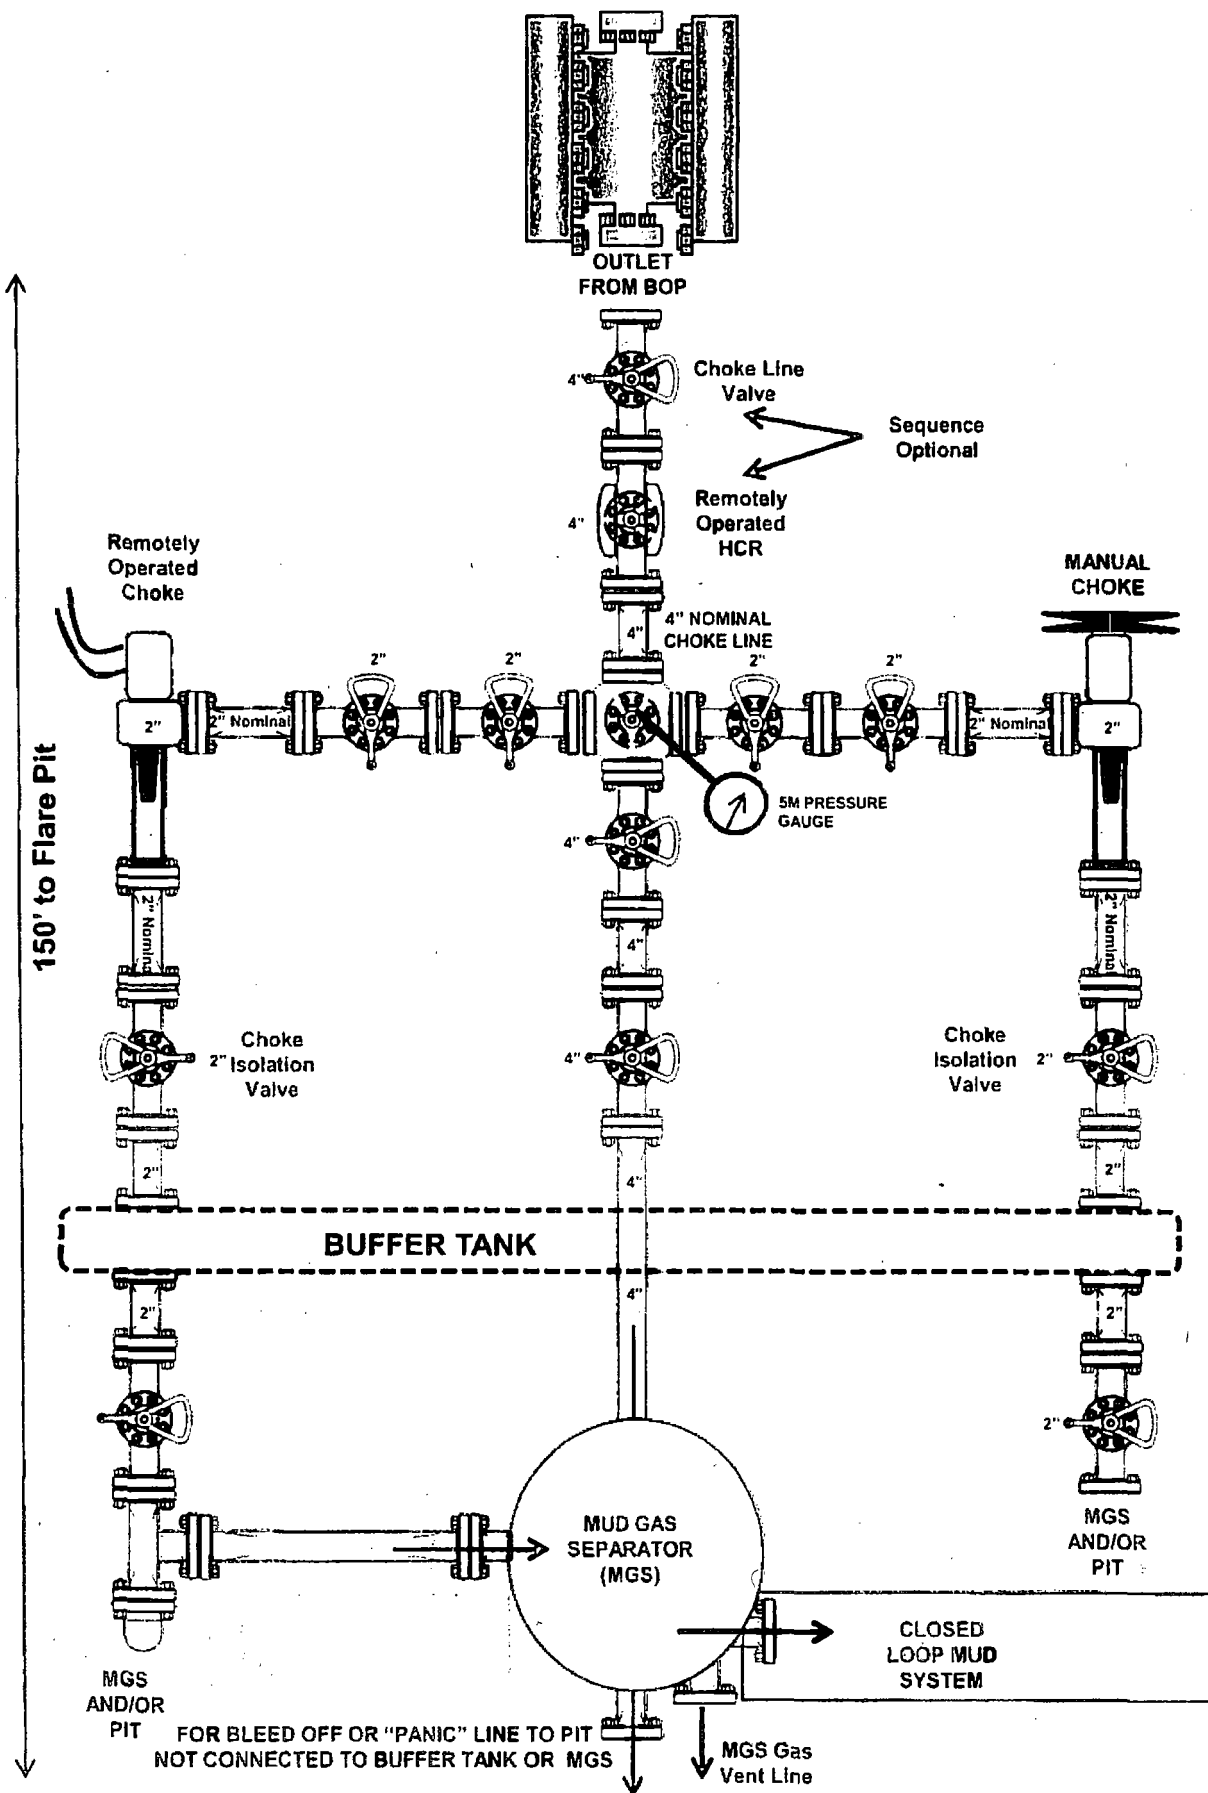 OUTLET
FROM BOP
4"
Choke Line
Valve
Sequence
Optional
4"
Remotely
Operated
HCR
Remotely
Operated
Choke
MANUAL
CHOKE
4"
4" NOMINAL
CHOKE LINE
2"
2"
2"
2"
2"
2" Nominal
2" Nominal
2"
5M PRESSURE
GAUGE
4"
150' to Flare Pit
2" Nominal
4"
2" Nominal
2"
Choke
Isolation
Valve
4"
Choke
Isolation
Valve
2"
2"
4"
2"
BUFFER TANK
4"
2"
2"
2"
MUD GAS
SEPARATOR
(MGS)
MGS
AND/OR
PIT
CLOSED
LOOP MUD
SYSTEM
MGS
AND/OR
PIT
FOR BLEED OFF OR "PANIC" LINE TO PIT
NOT CONNECTED TO BUFFER TANK OR MGS
MGS Gas
Vent Line